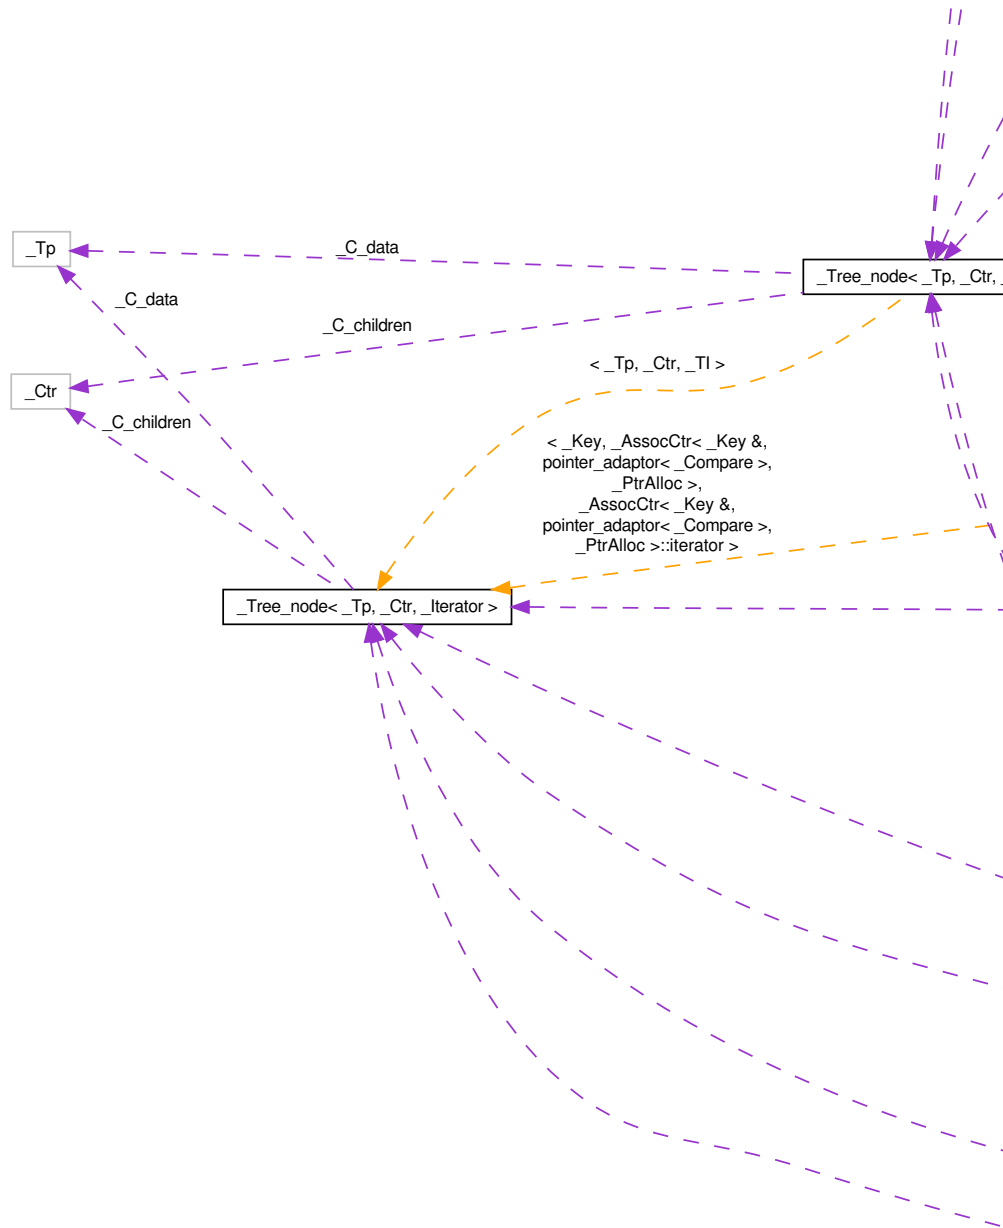 _Tp
_C_data
_Tree_node< _Tp, _Ctr, _
_C_data
_C_children
< _Tp, _Ctr, _TI >
_Ctr
_C_children
< _Key, _AssocCtr< _Key &,
pointer_adaptor< _Compare >,
_PtrAlloc >,
_AssocCtr< _Key &,
pointer_adaptor< _Compare >,
_PtrAlloc >::iterator >
_Tree_node< _Tp, _Ctr, _Iterator >